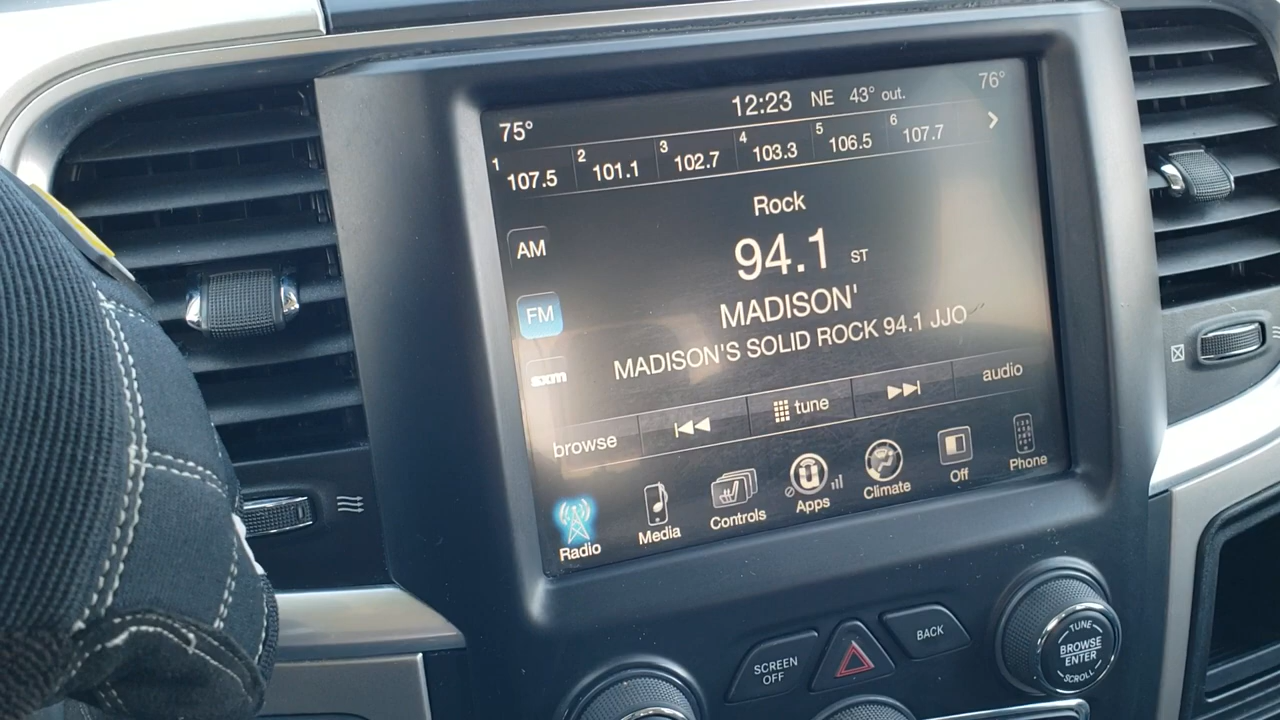 75° 12:23 NE 43° out. 76°
1 107.5 2 101.1 3 102.7 4 103.3 5 106.5 6 107.7
Rock
AM
94.1 ST
FM
MADISON'
MADISON'S SOLID ROCK 94.1 JJO
sxm
browse tune audio
Radio Media Controls Apps Climate Off Phone
SCREEN OFF
BACK
TUNE
BROWSE
ENTER
SCROLL